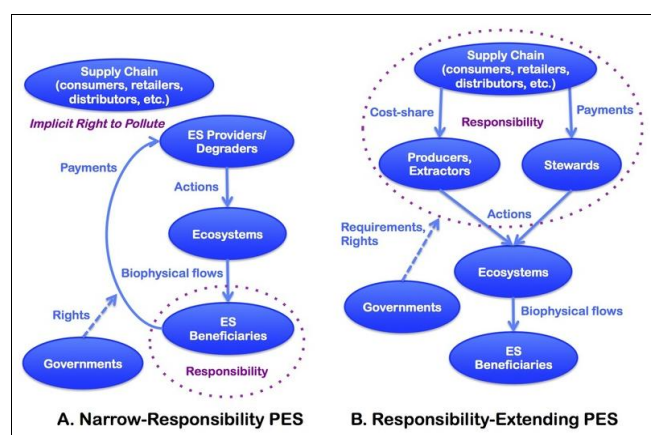 Supply Chain
(consumers, retailers,
distributors, etc.)
Implicit Right to Pollute
ES Providers/
Degraders
Payments
Actions
Ecosystems
Biophysical flows
Rights
ES
Beneficiaries
Governments
Responsibility
A. Narrow-Responsibility PES
Supply Chain
(consumers, retailers,
distributors, etc.)
Cost-share
Payments
Responsibility
Producers,
Extractors
Stewards
Actions
Requirements,
Rights
Ecosystems
Governments
Biophysical flows
ES
Beneficiaries
B. Responsibility-Extending PES